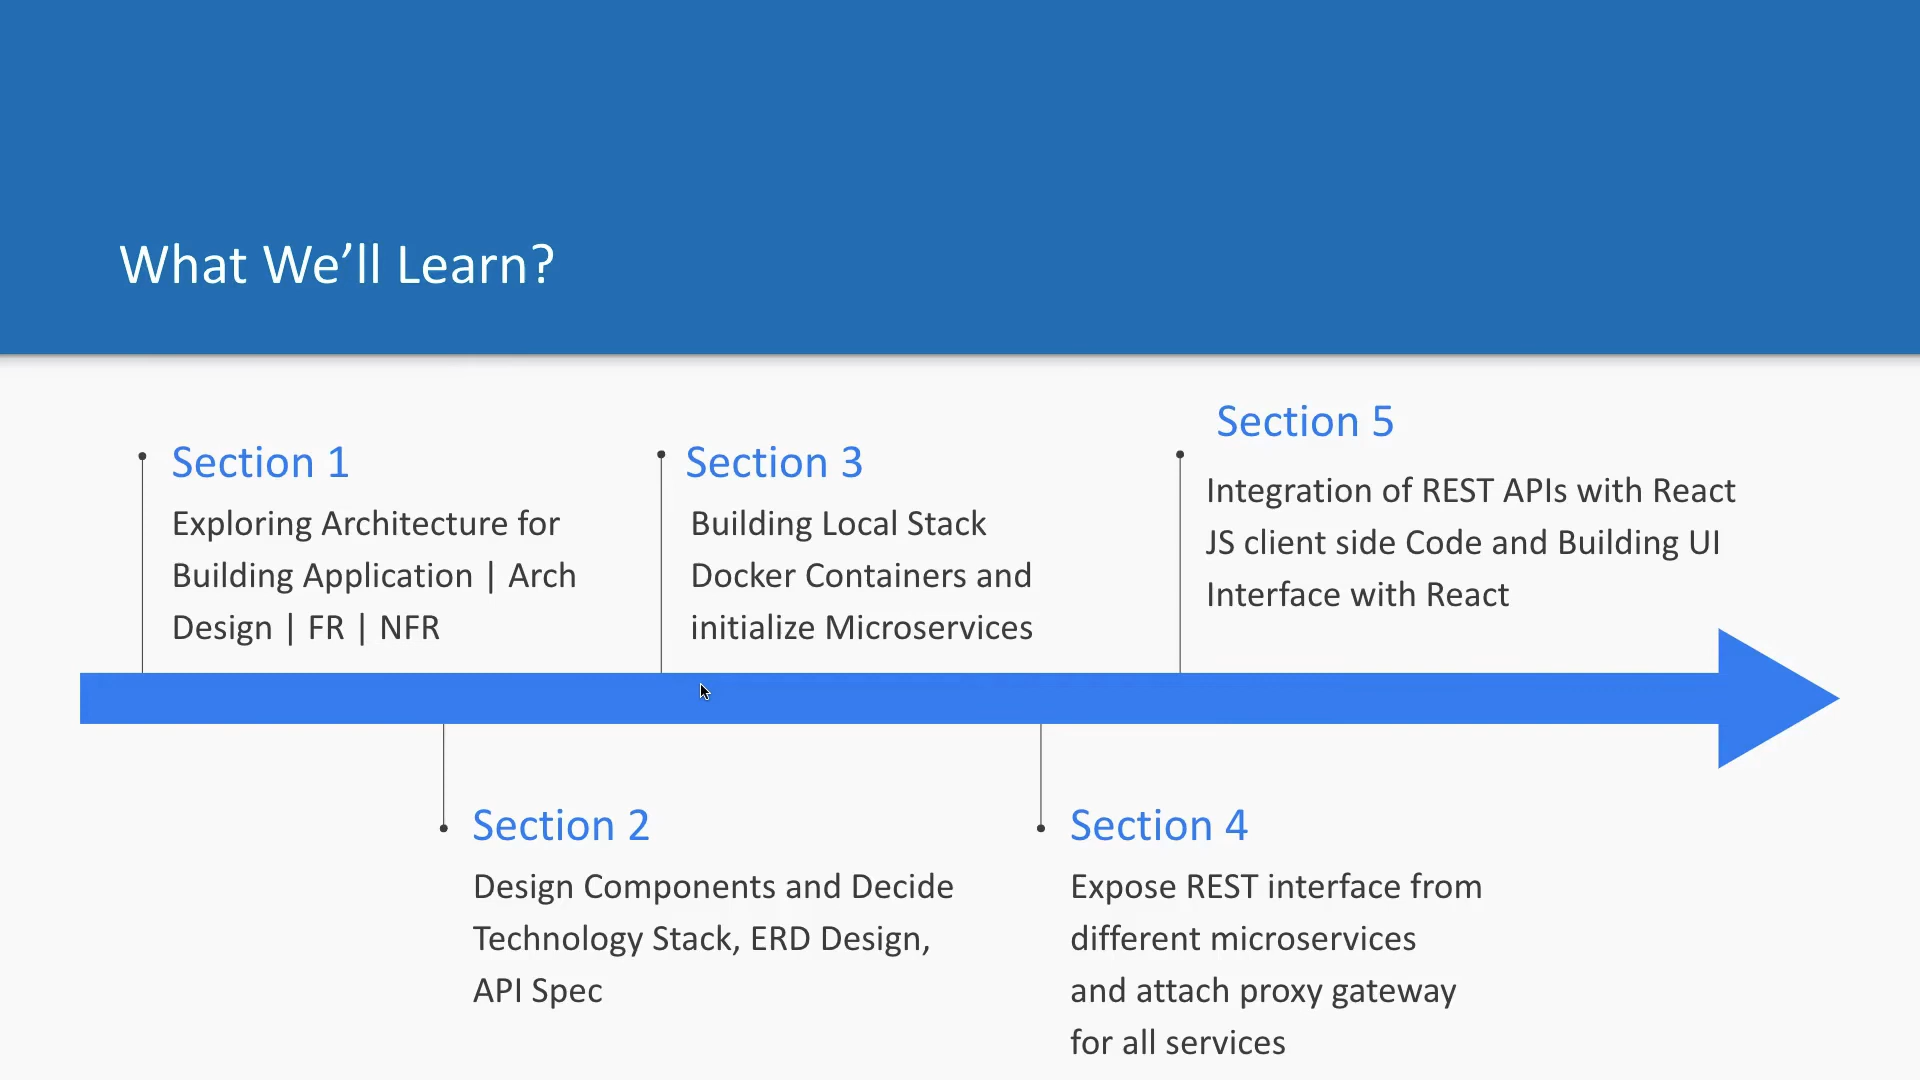 What We’ll Learn?
Section 1
Exploring Architecture for
Building Application | Arch
Design | FR | NFR
Section 2
Design Components and Decide
Technology Stack, ERD Design,
API Spec
Section 3
Building Local Stack
Docker Containers and
initialize Microservices
Section 4
Expose REST interface from
different microservices
and attach proxy gateway
for all services
Section 5
Integration of REST APIs with React
JS client side Code and Building UI
Interface with React